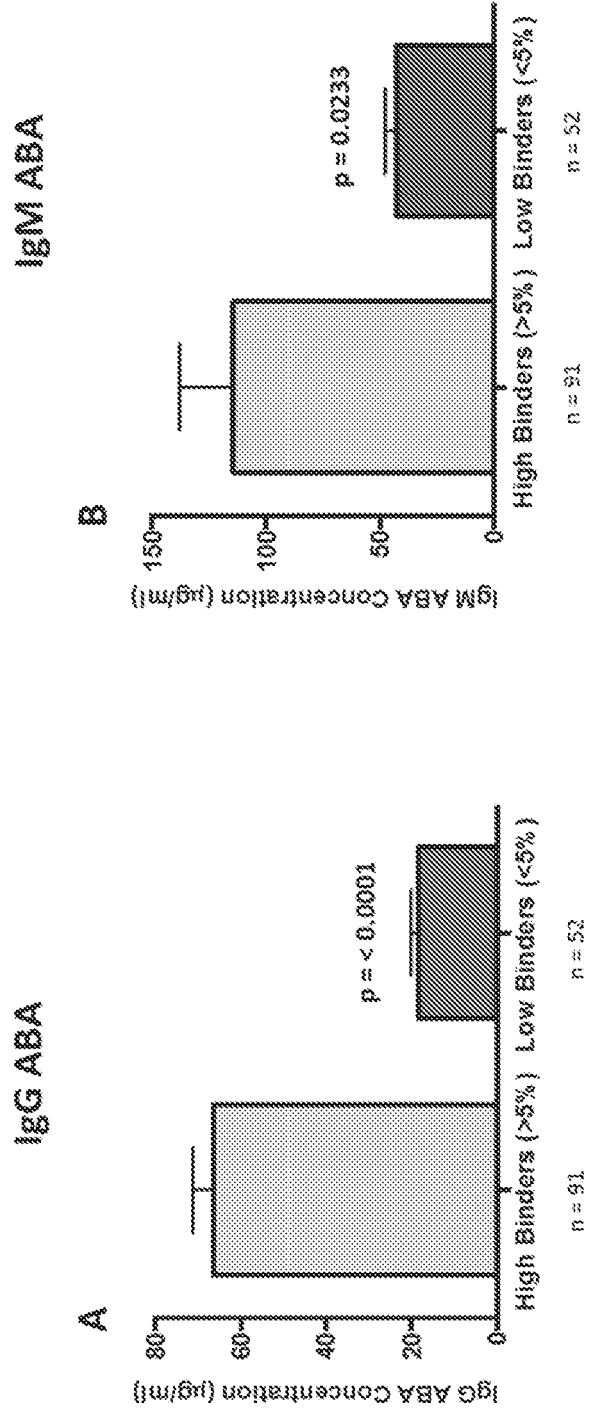 A
IgG ABA
IgG ABA Concentration (µg/ml)
80
60
40
20
0
p = < 0.0001
High Binders (>5%) Low Binders (<5%)
n = 91 n = 52
B
IgM ABA
IgM ABA Concentration (µg/ml)
150
100
50
0
p = 0.0233
High Binders (>5%) Low Binders (<5%)
n = 91 n = 52